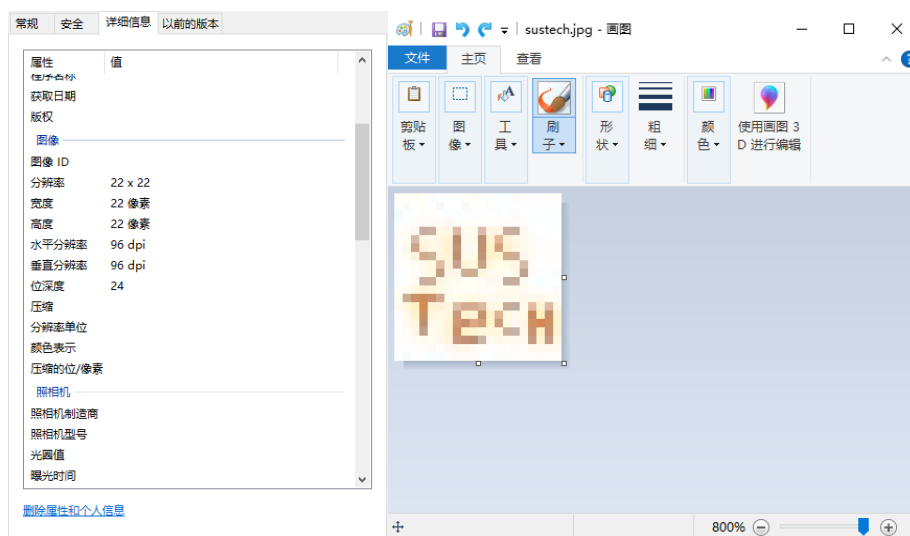 常规 安全 详细信息 以前的版本
属性 值
程序名称
获取日期
版权
图像
图像 ID
分辨率 22 x 22
宽度 22 像素
高度 22 像素
水平分辨率 96 dpi
垂直分辨率 96 dpi
位深度 24
压缩
分辨率单位
颜色表示
压缩的位/像素
照相机
照相机制造商
照相机型号
光圈值
曝光时间
删除属性和个人信息
sustech.jpg - 画图
文件 主页 查看
剪贴板
图像
工具
刷子
形状
粗细
颜色
使用画图 3D 进行编辑
SUS
TecH
800%